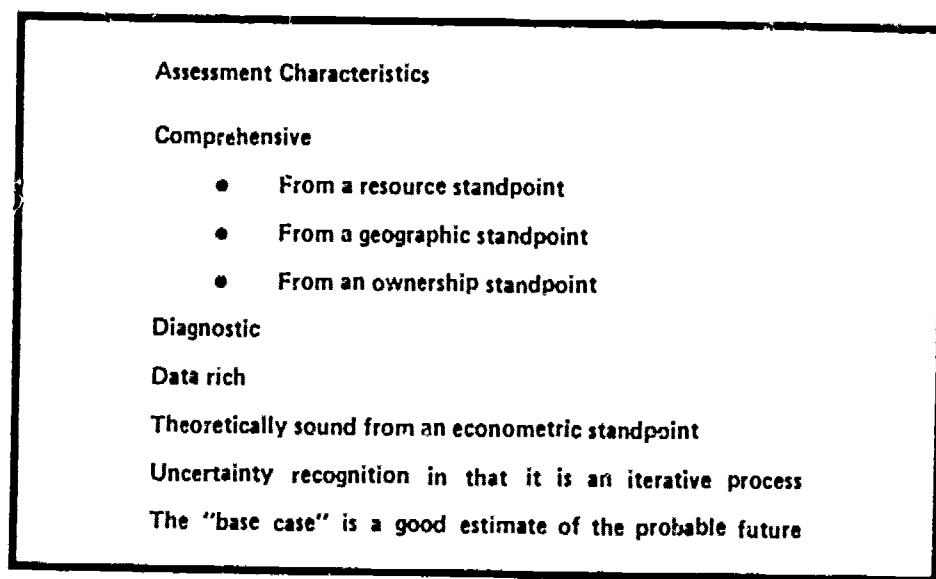 Assessment Characteristics
Comprehensive
● From a resource standpoint
● From a geographic standpoint
● From an ownership standpoint
Diagnostic
Data rich
Theoretically sound from an econometric standpoint
Uncertainty recognition in that it is an iterative process
The "base case" is a good estimate of the probable future